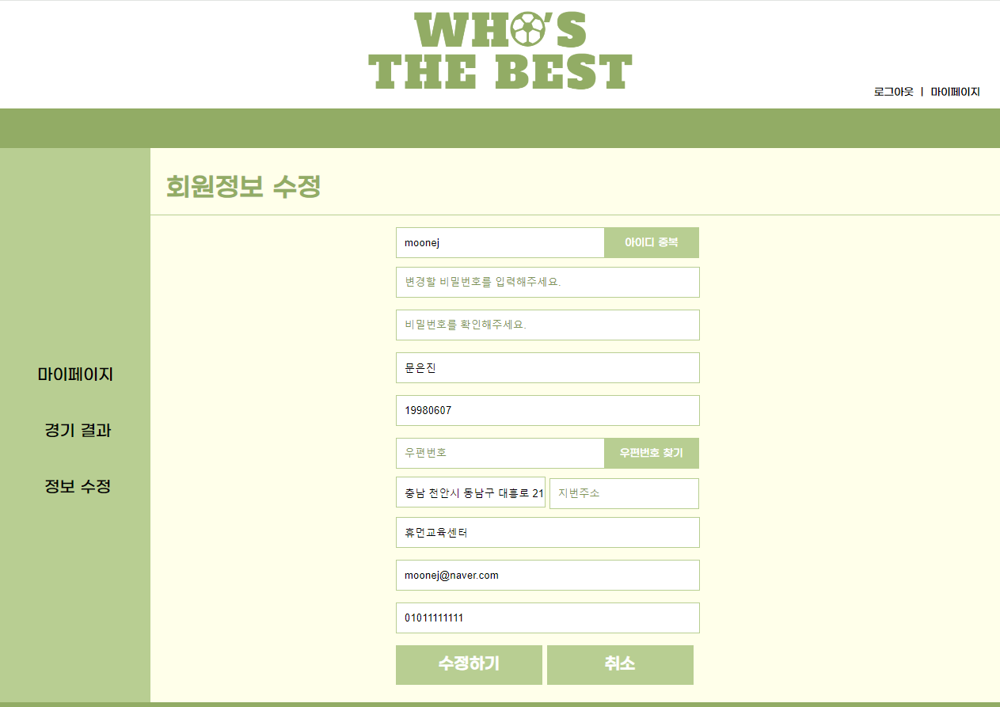 WHO'S
THE BEST
로그아웃 | 마이페이지
회원정보 수정
moonej 아이디 중복
변경할 비밀번호를 입력해주세요.
비밀번호를 확인해주세요.
문은진
마이페이지
19980607
경기 결과
우편번호 우편번호 찾기
정보 수정
충남 천안시 동남구 대흥로 21 지번주소
휴먼교육센터
moonej@naver.com
01011111111
수정하기 취소